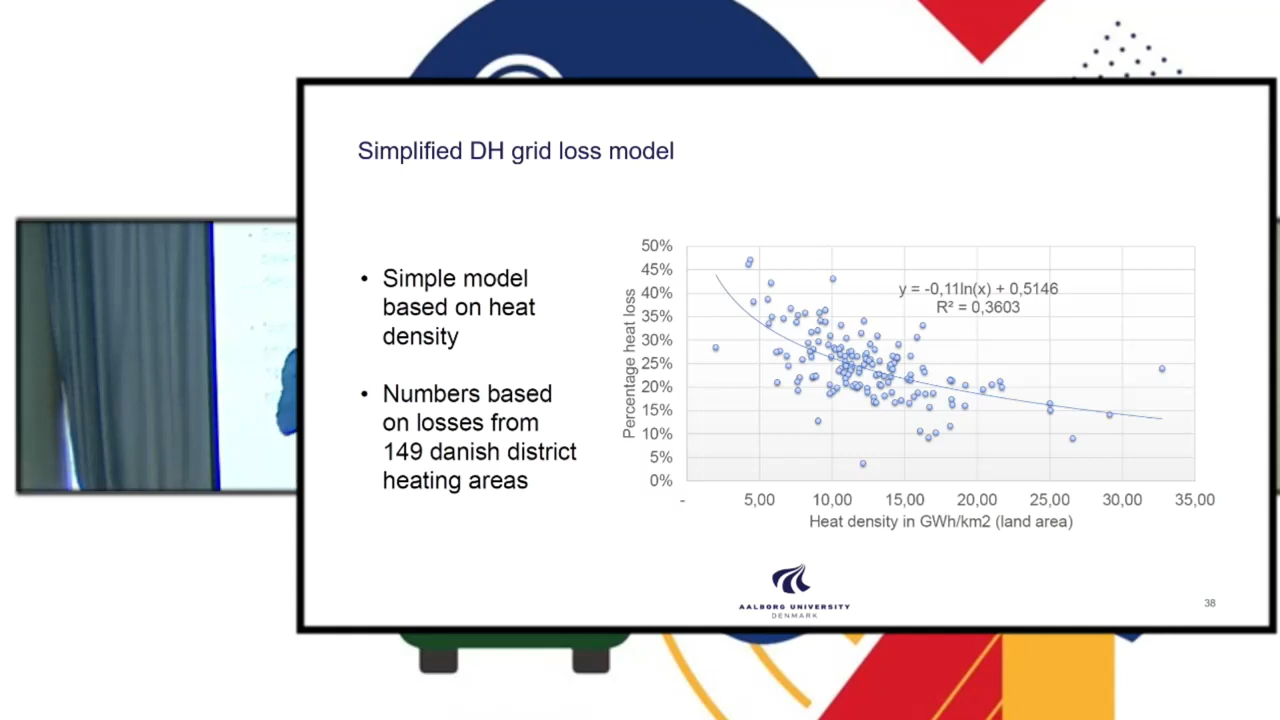 Simplified DH grid loss model
• Simple model
based on heat
density
• Numbers based
on losses from
149 danish district
heating areas
50%
45%
40%
35%
30%
25%
20%
15%
10%
5%
0%
Percentage heat loss
y = -0,11ln(x) + 0,5146
R² = 0,3603
- 5,00 10,00 15,00 20,00 25,00 30,00 35,00
Heat density in GWh/km2 (land area)
AALBORG UNIVERSITY
DENMARK
38